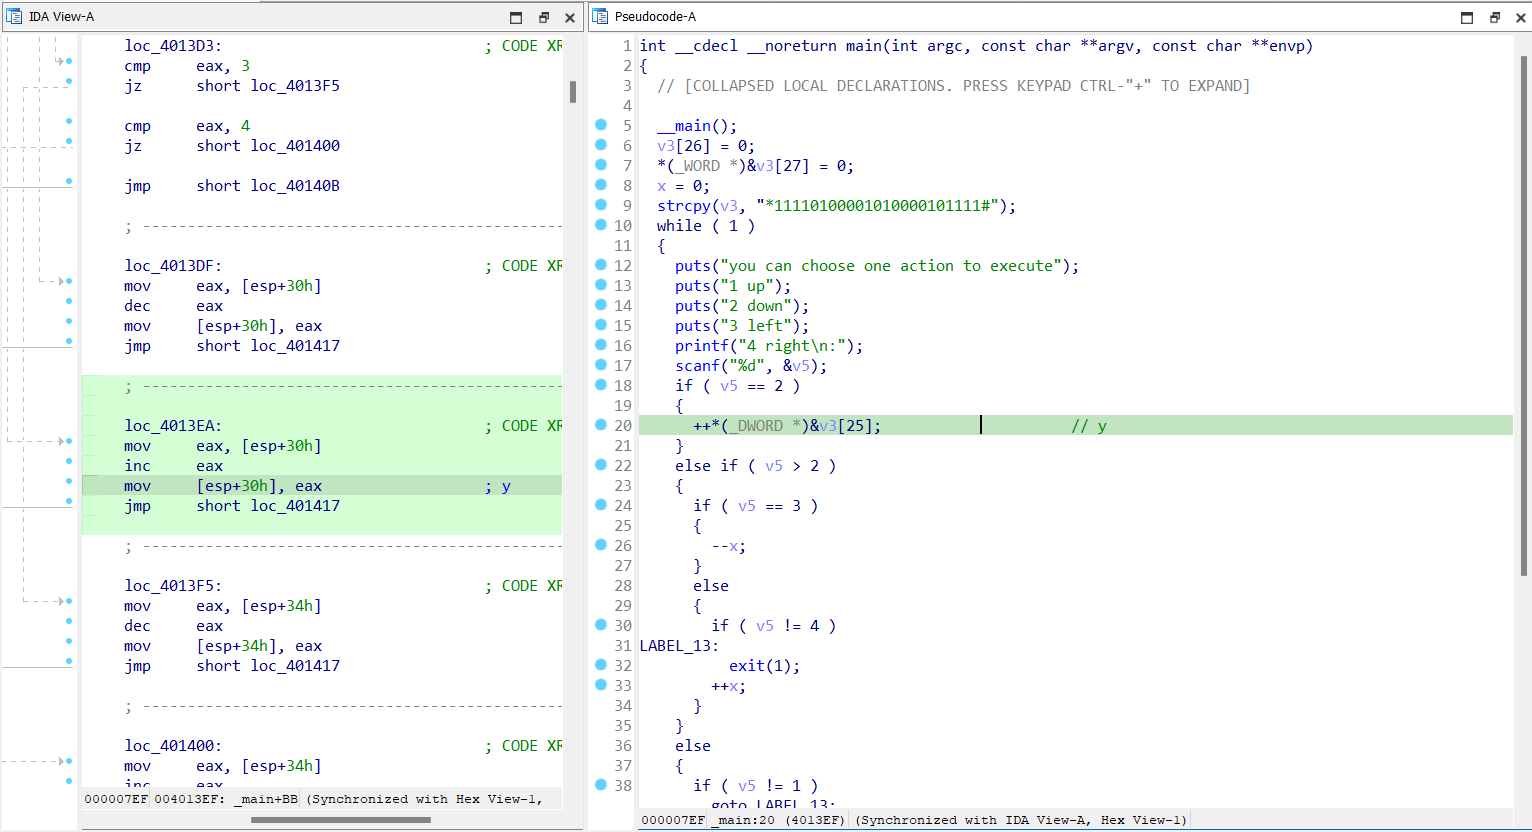 IDA View-A
loc_4013D3: ; CODE XR
cmp eax, 3
jz short loc_4013F5
cmp eax, 4
jz short loc_401400
jmp short loc_40140B
; -----------------------------------------------
loc_4013DF: ; CODE XR
mov eax, [esp+30h]
dec eax
mov [esp+30h], eax
jmp short loc_401417
; -----------------------------------------------
loc_4013EA: ; CODE XR
mov eax, [esp+30h]
inc eax
mov [esp+30h], eax ; y
jmp short loc_401417
; -----------------------------------------------
loc_4013F5: ; CODE XR
mov eax, [esp+34h]
dec eax
mov [esp+34h], eax
jmp short loc_401417
; -----------------------------------------------
loc_401400: ; CODE XR
mov eax, [esp+34h]
inc eax
000007EF 004013EF: _main+BB (Synchronized with Hex View-1,
Pseudocode-A
1 int __cdecl __noreturn main(int argc, const char **argv, const char **envp)
2 {
3 // [COLLAPSED LOCAL DECLARATIONS. PRESS KEYPAD CTRL-"+" TO EXPAND]
4
5 __main();
6 v3[26] = 0;
7 *(_WORD *)&v3[27] = 0;
8 x = 0;
9 strcpy(v3, "*11110100001010000101111#");
10 while ( 1 )
11 {
12 puts("you can choose one action to execute");
13 puts("1 up");
14 puts("2 down");
15 puts("3 left");
16 printf("4 right\n:");
17 scanf("%d", &v5);
18 if ( v5 == 2 )
19 {
20 ++*(_DWORD *)&v3[25]; // y
21 }
22 else if ( v5 > 2 )
23 {
24 if ( v5 == 3 )
25 {
26 --x;
27 }
28 else
29 {
30 if ( v5 != 4 )
31 LABEL_13:
32 exit(1);
33 ++x;
34 }
35 }
36 else
37 {
38 if ( v5 != 1 )
goto LABEL_13;
000007EF _main:20 (4013EF) (Synchronized with IDA View-A, Hex View-1)